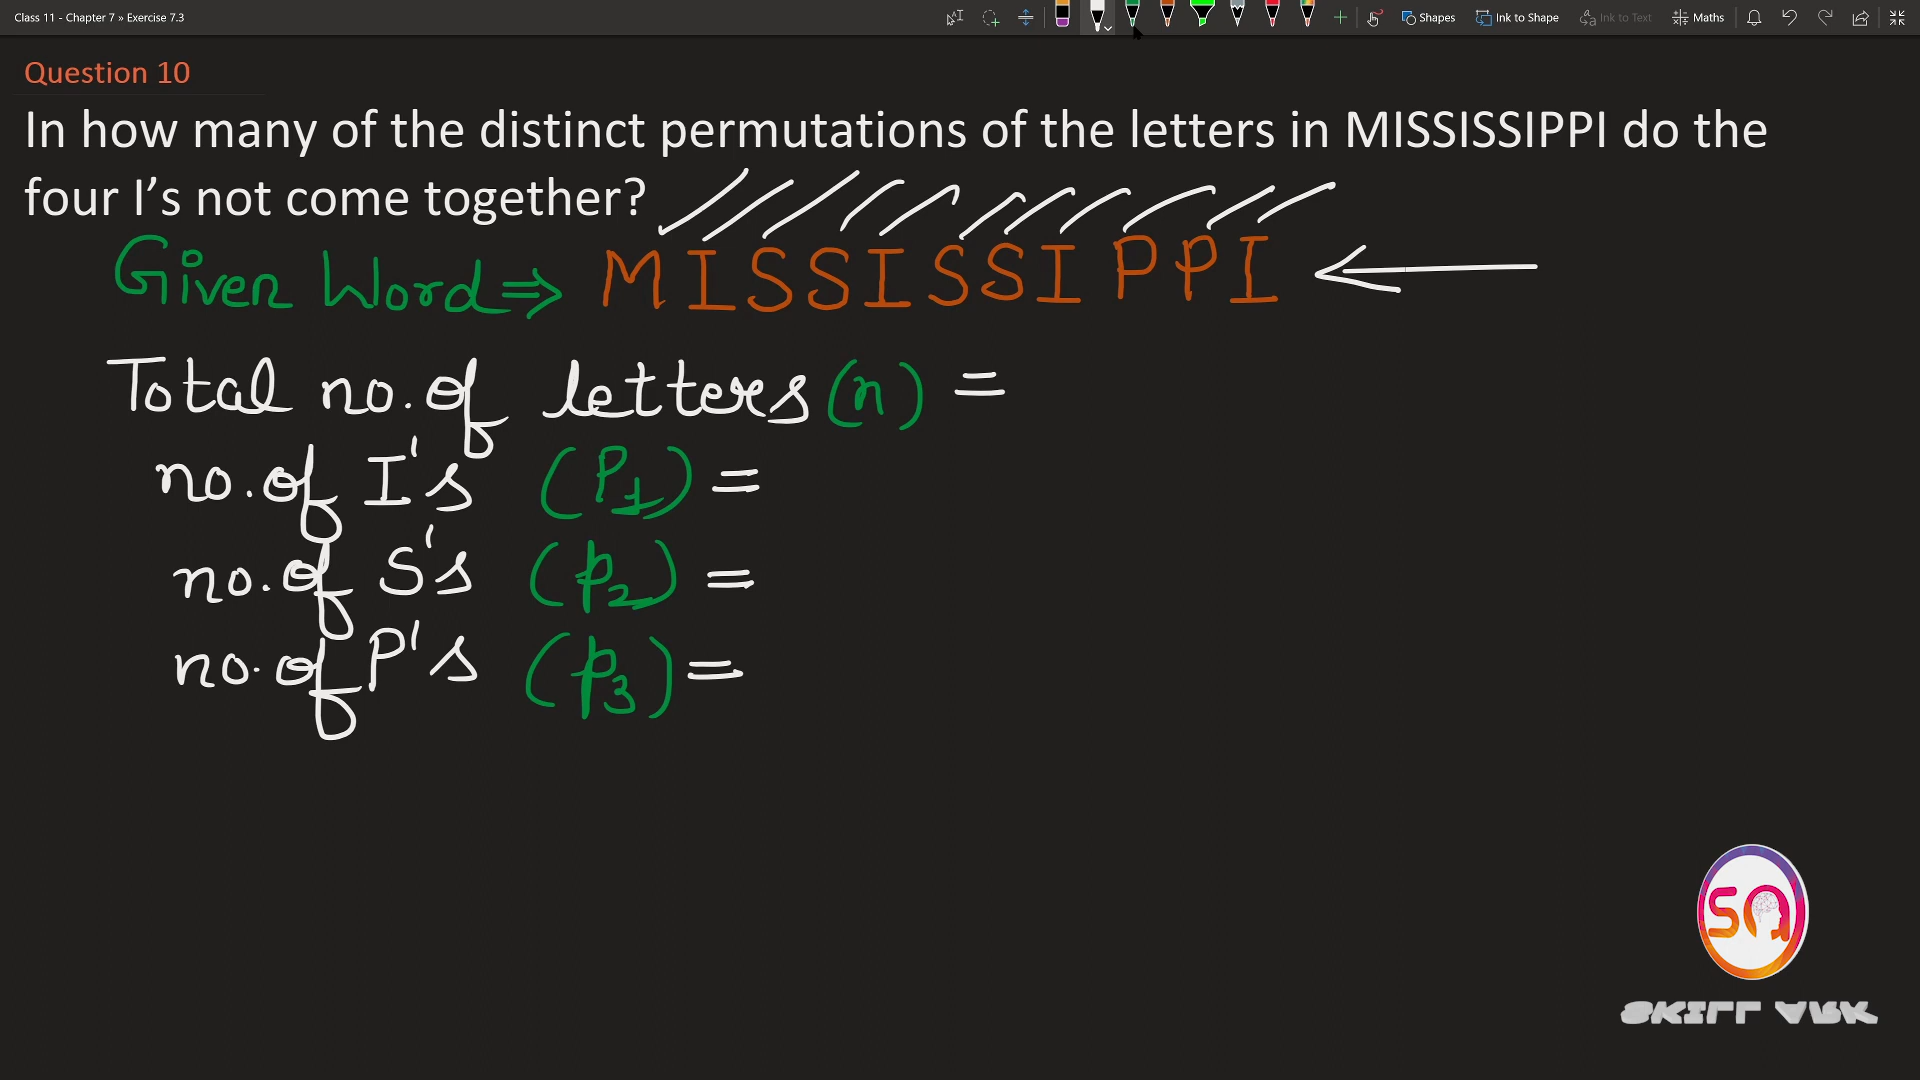 Class 11 - Chapter 7 » Exercise 7.3
Shapes Ink to Shape Ink to Text Maths
Question 10
In how many of the distinct permutations of the letters in MISSISSIPPI do the
four I’s not come together?
Given Word ⇒ MISSISSIPPI
Total no. of letters (n) =
no. of I's (P1) =
no. of S's (p2) =
no. of P's (p3) =
SA